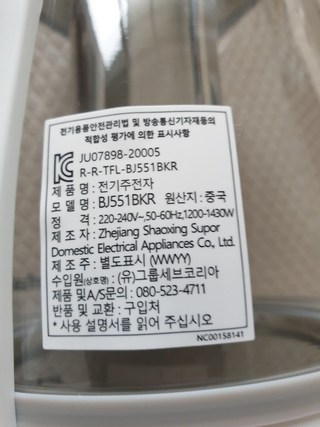 전기용품안전관리법 및 방송통신기자재등의
적합성 평가에 의한 표시사항
JU07898-20005
R-R-TFL-BJ551BKR
제 품 명 : 전기주전자
모 델 명 : BJ551BKR 원산지 : 중국
정 격 : 220-240V~,50-60Hz,1200-1430W
제 조 자 : Zhejiang Shaoxing Supor
Domestic Electrical Appliances Co., Ltd.
제 조 주 : 별도표시 (WWYY)
수입원(상호명) : (유)그룹세브코리아
제품 및A/S문의 : 080-523-4711
반품 및 교환 : 구입처
* 사용 설명서를 읽어 주십시오
NC00158141